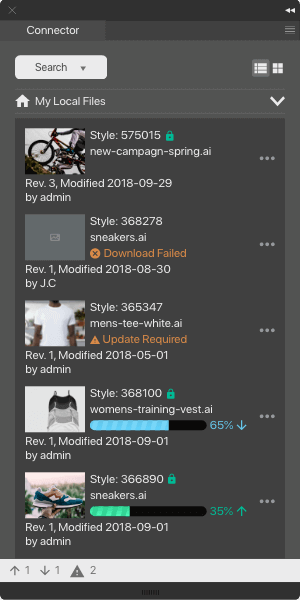 Connector
Search
My Local Files
Style: 575015
new-campagn-spring.ai
Rev. 3, Modified 2018-09-29
by admin
Style: 368278
sneakers.ai
Download Failed
Rev. 1, Modified 2018-08-30
by J.C
Style: 365347
mens-tee-white.ai
Update Required
Rev. 1, Modified 2018-05-01
by admin
Style: 368100
womens-training-vest.ai
65%
Rev. 1, Modified 2018-09-01
by admin
Style: 366890
sneakers.ai
35%
Rev. 1, Modified 2018-09-01
by admin
1 1 2